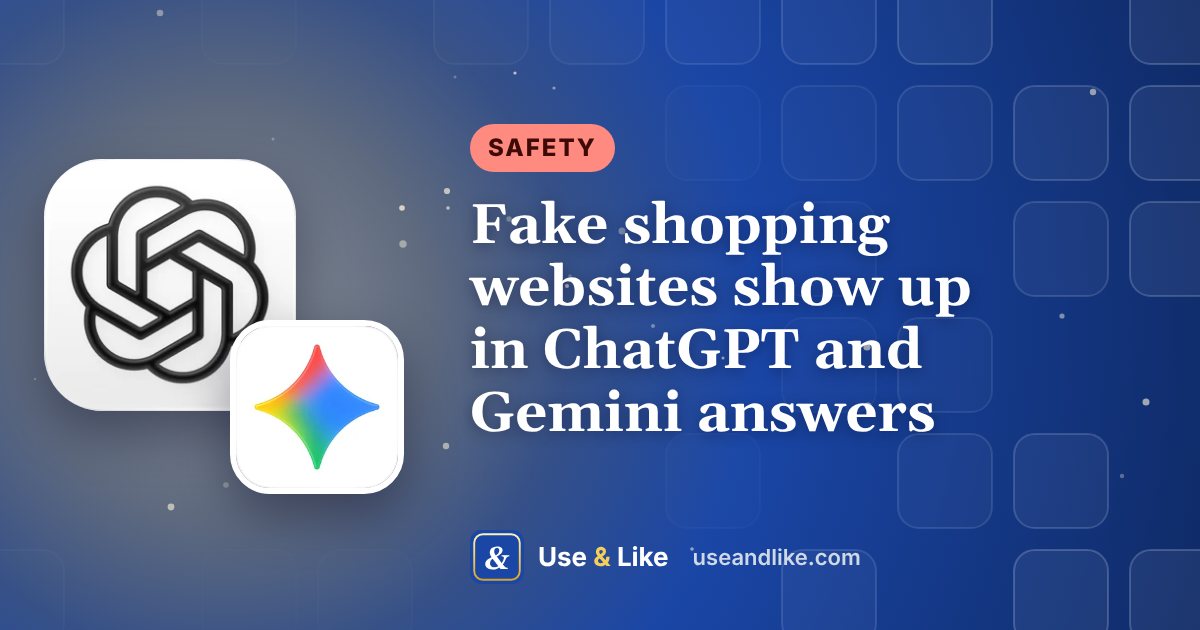 SAFETY
Fake shopping
websites show up
in ChatGPT and
Gemini answers
& Use & Like useandlike.com